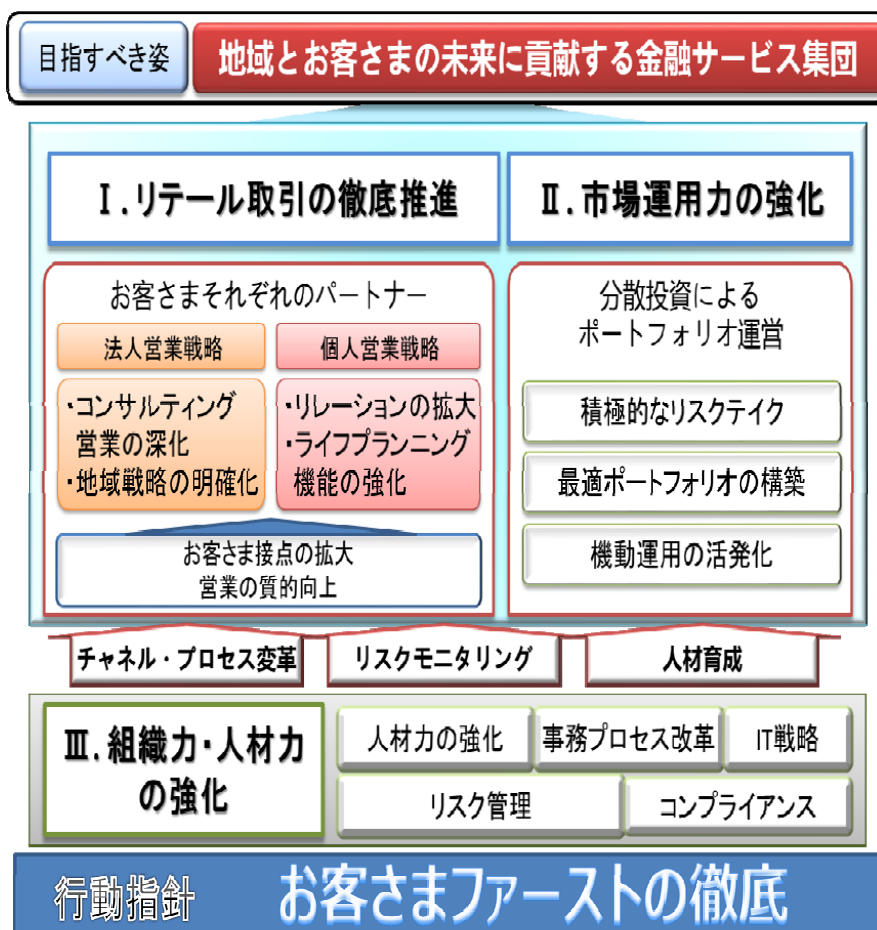 目指すべき姿
地域とお客さまの未来に貢献する金融サービス集団
Ⅰ.リテール取引の徹底推進
お客さまそれぞれのパートナー
法人営業戦略
・コンサルティング
営業の深化
・地域戦略の明確化
個人営業戦略
・リレーションの拡大
・ライフプランニング
機能の強化
お客さま接点の拡大
営業の質的向上
Ⅱ.市場運用力の強化
分散投資による
ポートフォリオ運営
積極的なリスクテイク
最適ポートフォリオの構築
機動運用の活発化
チャネル・プロセス変革
リスクモニタリング
人材育成
Ⅲ.組織力・人材力
の強化
人材力の強化
事務プロセス改革
IT戦略
リスク管理
コンプライアンス
行動指針
お客さまファーストの徹底